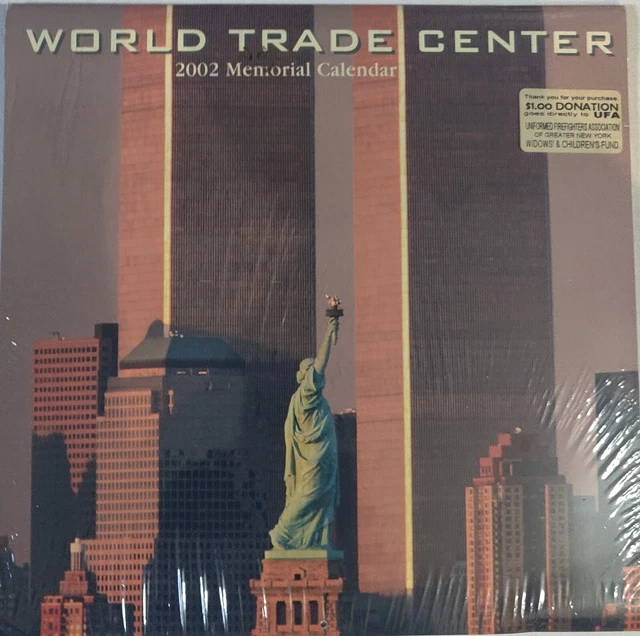 WORLD TRADE CENTER
2002 Memorial Calendar
Thank you for your purchase
$1.00 DONATION
goes directly to UFA
UNIFORMED FIREFIGHTERS ASSOCIATION
OF GREATER NEW YORK
WIDOWS' & CHILDREN'S FUND